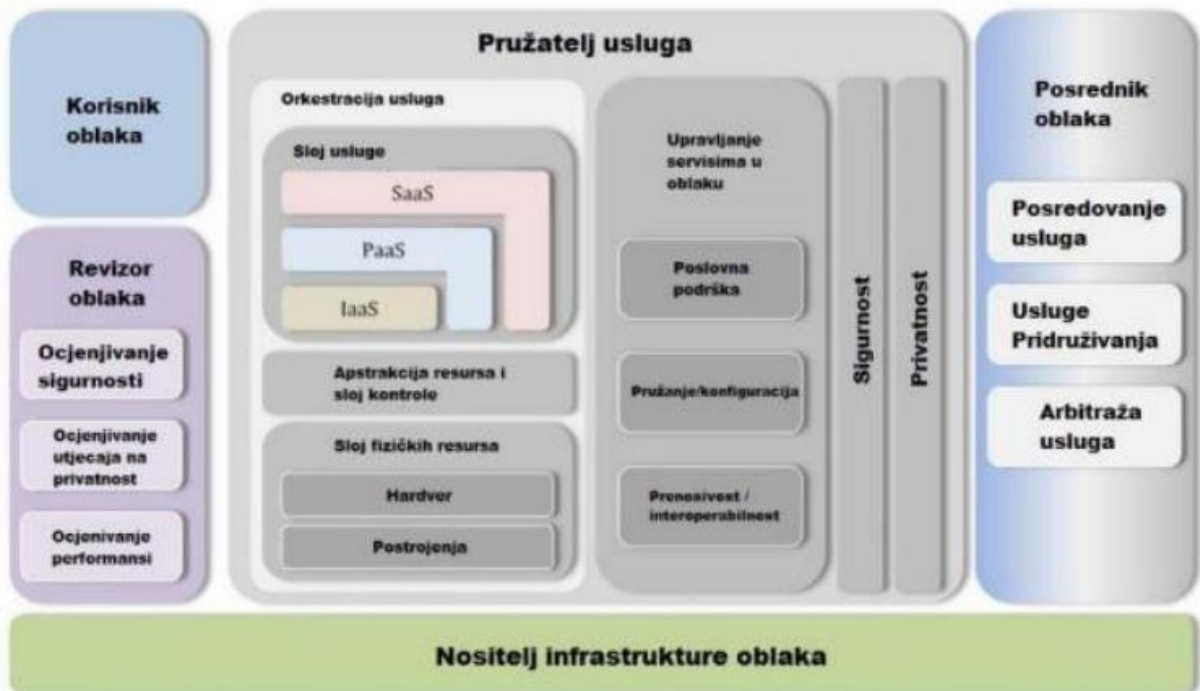 Korisnik
oblaka
Revizor
oblaka
Ocjenjivanje
sigurnosti
Ocjenjivanje
utjecaja na
privatnost
Ocjenivanje
performansi
Pružatelj usluga
Orkestracija usluga
Sloj usluge
SaaS
PaaS
IaaS
Apstrakcija resursa i
sloj kontrole
Sloj fizičkih resursa
Hardver
Postrojenja
Upravljanje
servisima u
oblaku
Poslovna
podrška
Pružanje/konfiguracija
Prenosivost /
interoperabilnost
Sigurnost
Privatnost
Posrednik
oblaka
Posredovanje
usluga
Usluge
Pridruživanja
Arbitraža
usluga
Nositelj infrastrukture oblaka